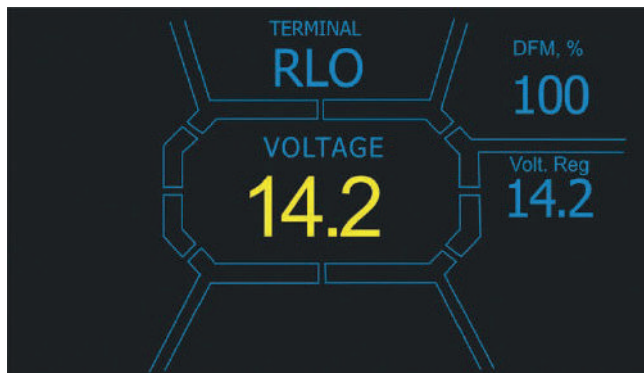 TERMINAL
RLO
VOLTAGE
14.2
DFM, %
100
Volt. Reg
14.2